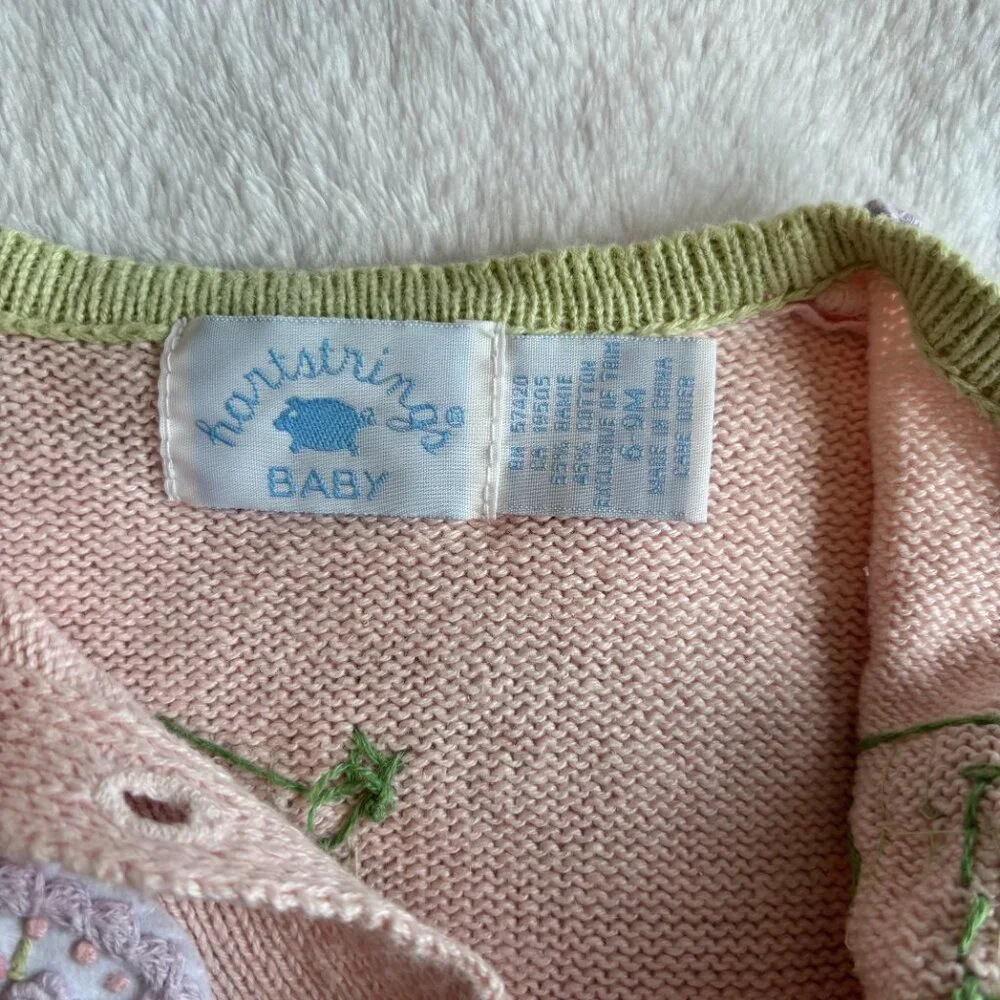 hartstrings®
BABY
RN 57420
CA 14505
55% RAMIE
45% COTTON
EXCLUSIVE OF TRIM
6-9M
MADE IN CHINA
CARE OVER